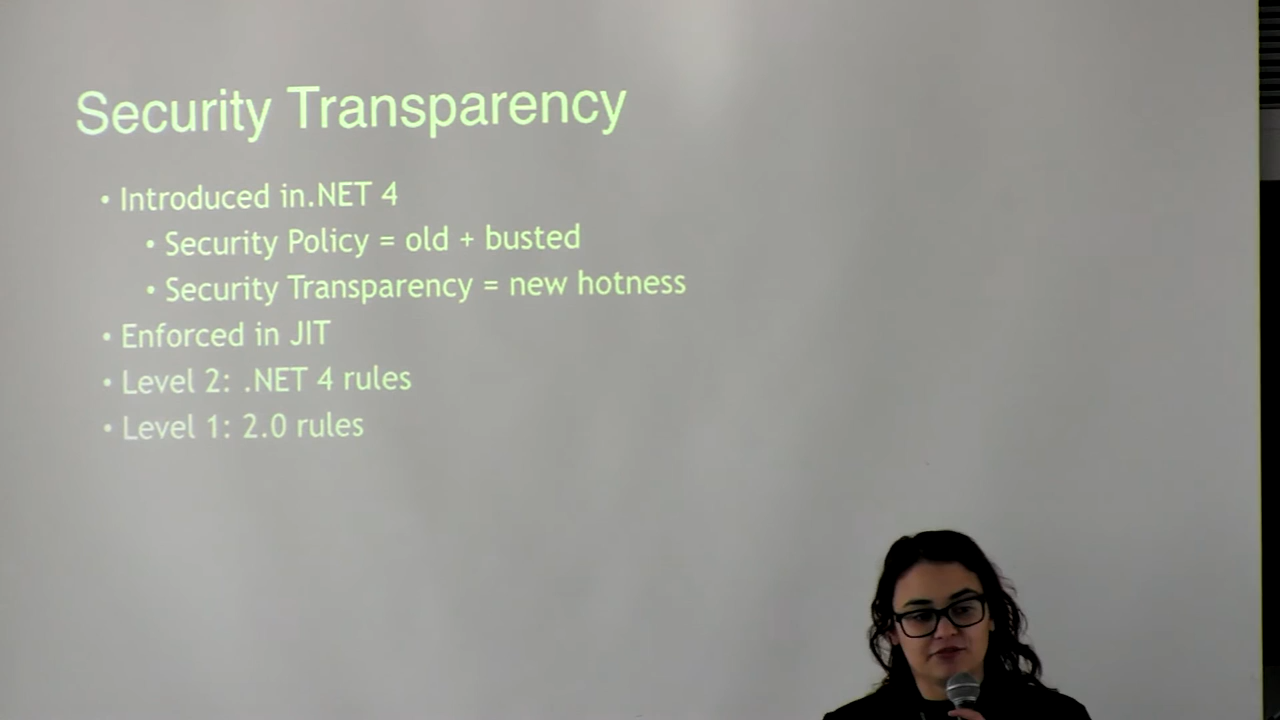 Security Transparency
• Introduced in.NET 4
• Security Policy = old + busted
• Security Transparency = new hotness
• Enforced in JIT
• Level 2: .NET 4 rules
• Level 1: 2.0 rules